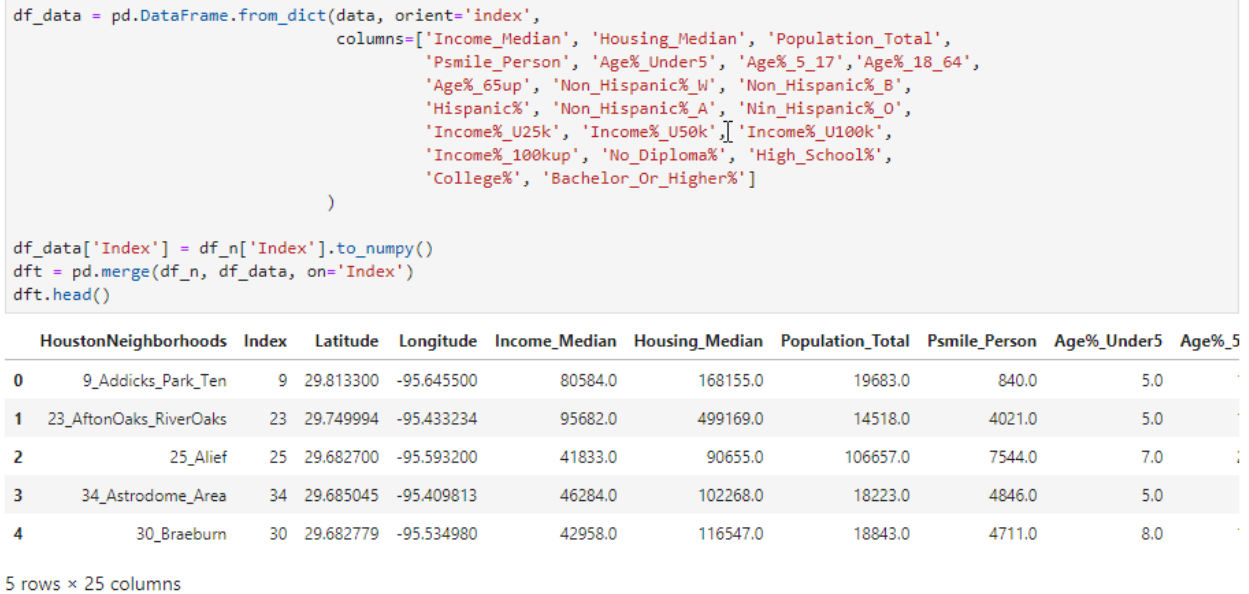 df_data = pd.DataFrame.from_dict(data, orient='index',
columns=['Income_Median', 'Housing_Median', 'Population_Total',
'Psmile_Person', 'Age%_Under5', 'Age%_5_17','Age%_18_64',
'Age%_65up', 'Non_Hispanic%_W', 'Non_Hispanic%_B',
'Hispanic%', 'Non_Hispanic%_A', 'Nin_Hispanic%_O',
'Income%_U25k', 'Income%_U50k', 'Income%_U100k',
'Income%_100kup', 'No_Diploma%', 'High_School%',
'College%', 'Bachelor_Or_Higher%']
)
df_data['Index'] = df_n['Index'].to_numpy()
dft = pd.merge(df_n, df_data, on='Index')
dft.head()
HoustonNeighborhoods Index Latitude Longitude Income_Median Housing_Median Population_Total Psmile_Person Age%_Under5 Age%_5
0 9_Addicks_Park_Ten 9 29.813300 -95.645500 80584.0 168155.0 19683.0 840.0 5.0
1 23_AftonOaks_RiverOaks 23 29.749994 -95.433234 95682.0 499169.0 14518.0 4021.0 5.0
2 25_Alief 25 29.682700 -95.593200 41833.0 90655.0 106657.0 7544.0 7.0
3 34_Astrodome_Area 34 29.685045 -95.409813 46284.0 102268.0 18223.0 4846.0 5.0
4 30_Braeburn 30 29.682779 -95.534980 42958.0 116547.0 18843.0 4711.0 8.0
5 rows × 25 columns